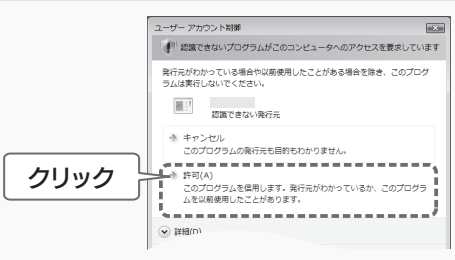 ユーザー アカウント制御
認識できないプログラムがこのコンピュータへのアクセスを要求しています
発行元がわかっている場合や以前使用したことがある場合を除き、このプログ
ラムは実行しないでください。
認識できない発行元
キャンセル
このプログラムの発行元も目的もわかりません。
クリック
許可(A)
このプログラムを信用します。発行元がわかっているか、このプログラ
ムを以前使用したことがあります。
詳細(D)